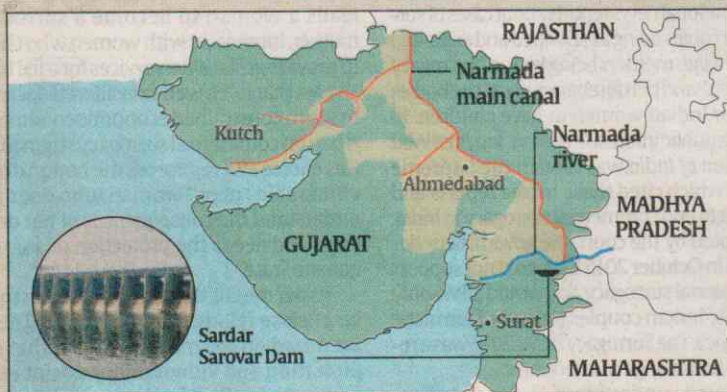 RAJASTHAN
Narmada
main canal
Kutch
Narmada
river
Ahmedabad
MADHYA
PRADESH
GUJARAT
Surat
Sardar
Sarovar Dam
MAHARASHTRA